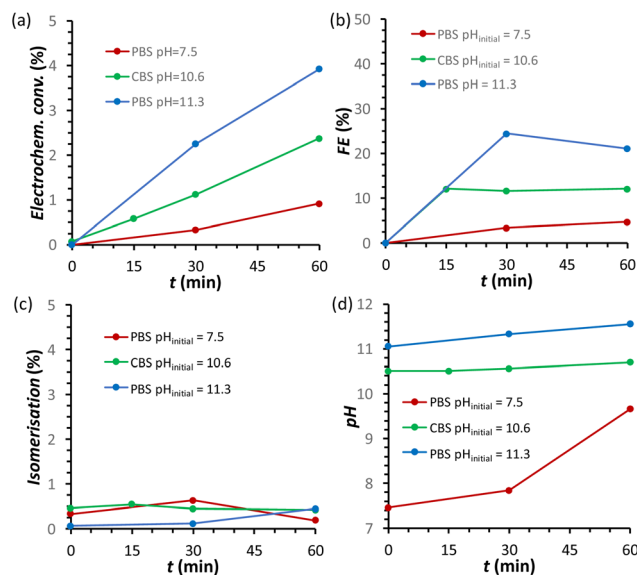 (a)
PBS pH=7.5
CBS pH=10.6
PBS pH=11.3
Electrochem. conv. (%)
5
4
3
2
1
0
0 15 30 45 60
t (min)
(b)
PBS pHinitial = 7.5
CBS pHinitial = 10.6
PBS pH = 11.3
FE (%)
50
40
30
20
10
0
0 15 30 45 60
t (min)
(c)
PBS pHinitial = 7.5
CBS pHinitial = 10.6
PBS pHinitial = 11.3
Isomerisation (%)
5
4
3
2
1
0
0 15 30 45 60
t (min)
(d)
PBS pHinitial = 7.5
CBS pHinitial = 10.6
PBS pHinitial = 11.3
pH
12
11
10
9
8
7
0 15 30 45 60
t (min)